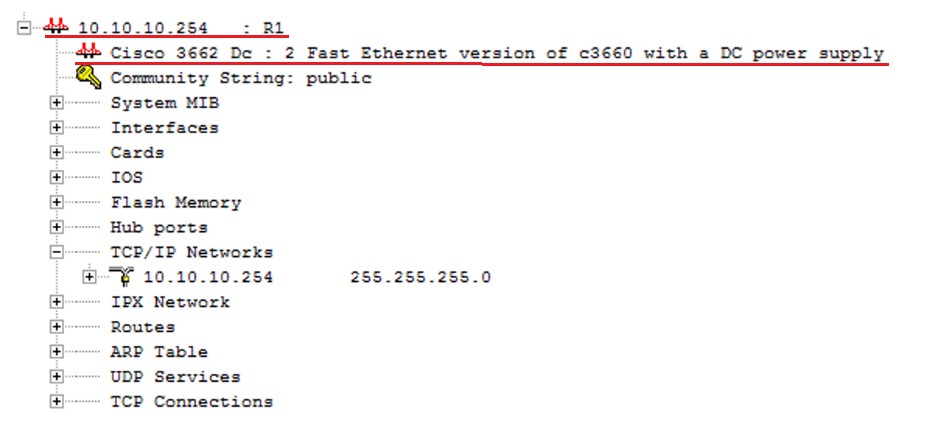 10.10.10.254 : R1
Cisco 3662 Dc : 2 Fast Ethernet version of c3660 with a DC power supply
Community String: public
System MIB
Interfaces
Cards
IOS
Flash Memory
Hub ports
TCP/IP Networks
10.10.10.254 255.255.255.0
IPX Network
Routes
ARP Table
UDP Services
TCP Connections